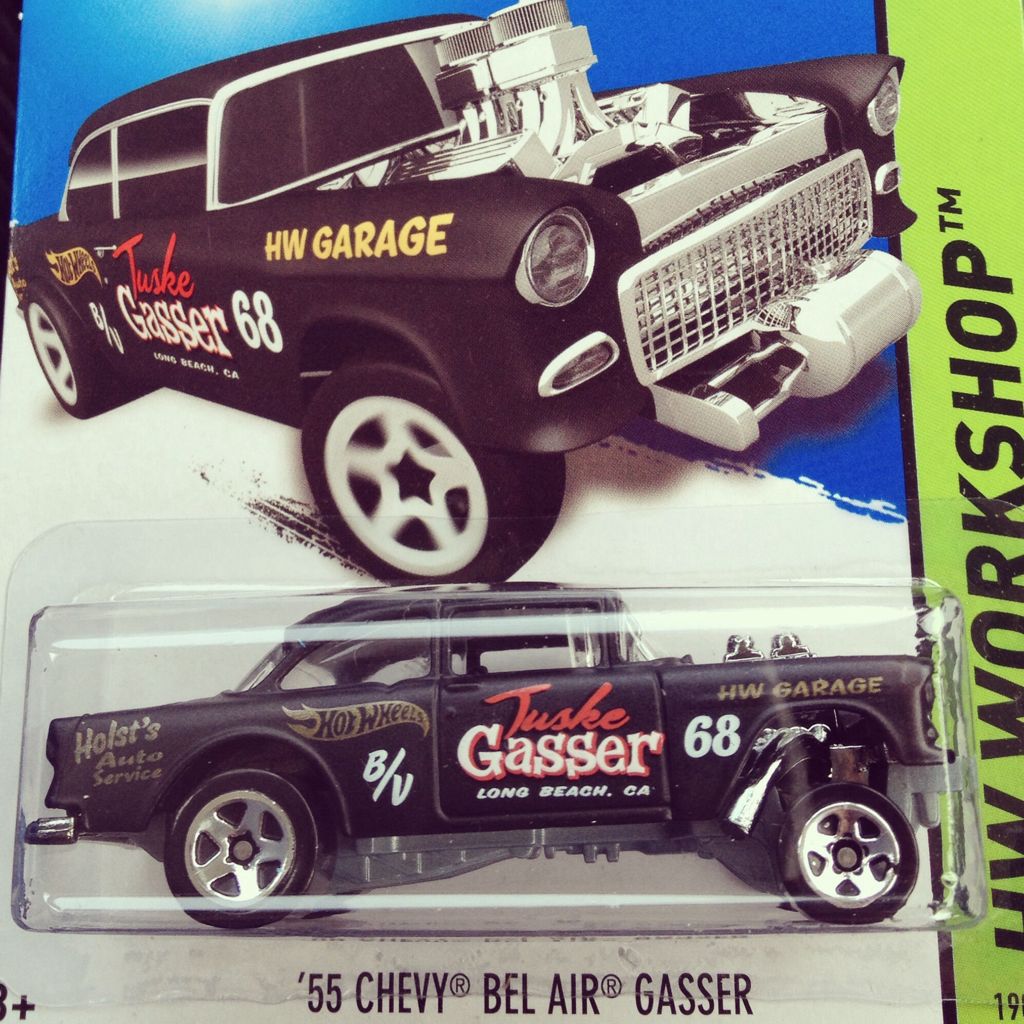 HW GARAGE
HOT WHEELS
Tuske
Gasser 68
B/V
LONG BEACH, CA
HW WORKSHOP™
HW GARAGE
HOT WHEELS
Tuske
Gasser
68
B/V
LONG BEACH, CA
Holst's
Auto
Service
'55 CHEVY® BEL AIR® GASSER
3+